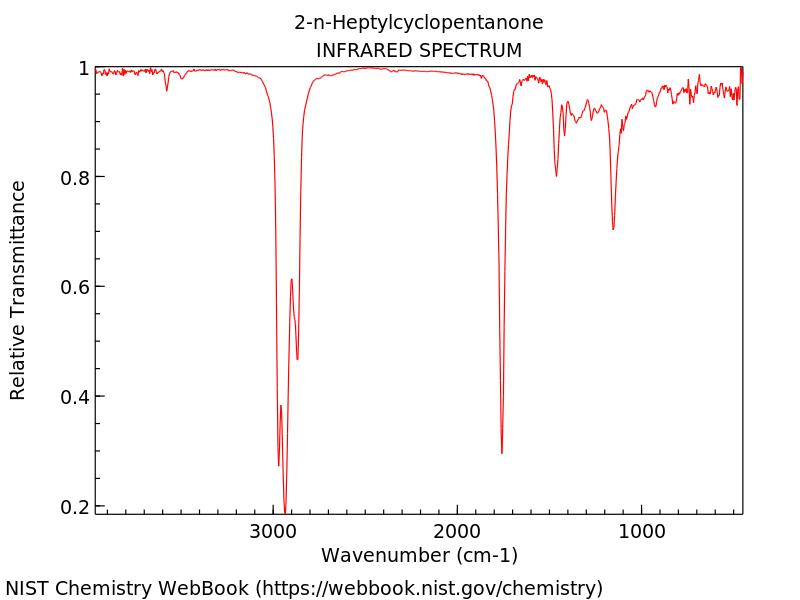 2-n-Heptylcyclopentanone
INFRARED SPECTRUM
1
0.8
0.6
0.4
0.2
Relative Transmittance
3000 2000 1000
Wavenumber (cm-1)
NIST Chemistry WebBook (https://webbook.nist.gov/chemistry)